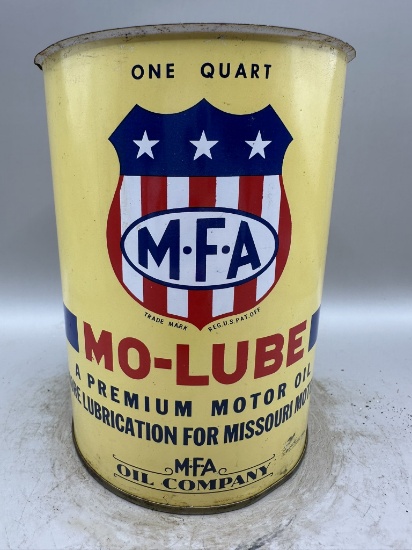 ONE QUART
M·F·A
TRADE MARK REG. U.S. PAT. OFF.
MO-LUBE
A PREMIUM MOTOR OIL
LUBRICATION FOR MISSOURI
M·F·A
OIL COMPANY